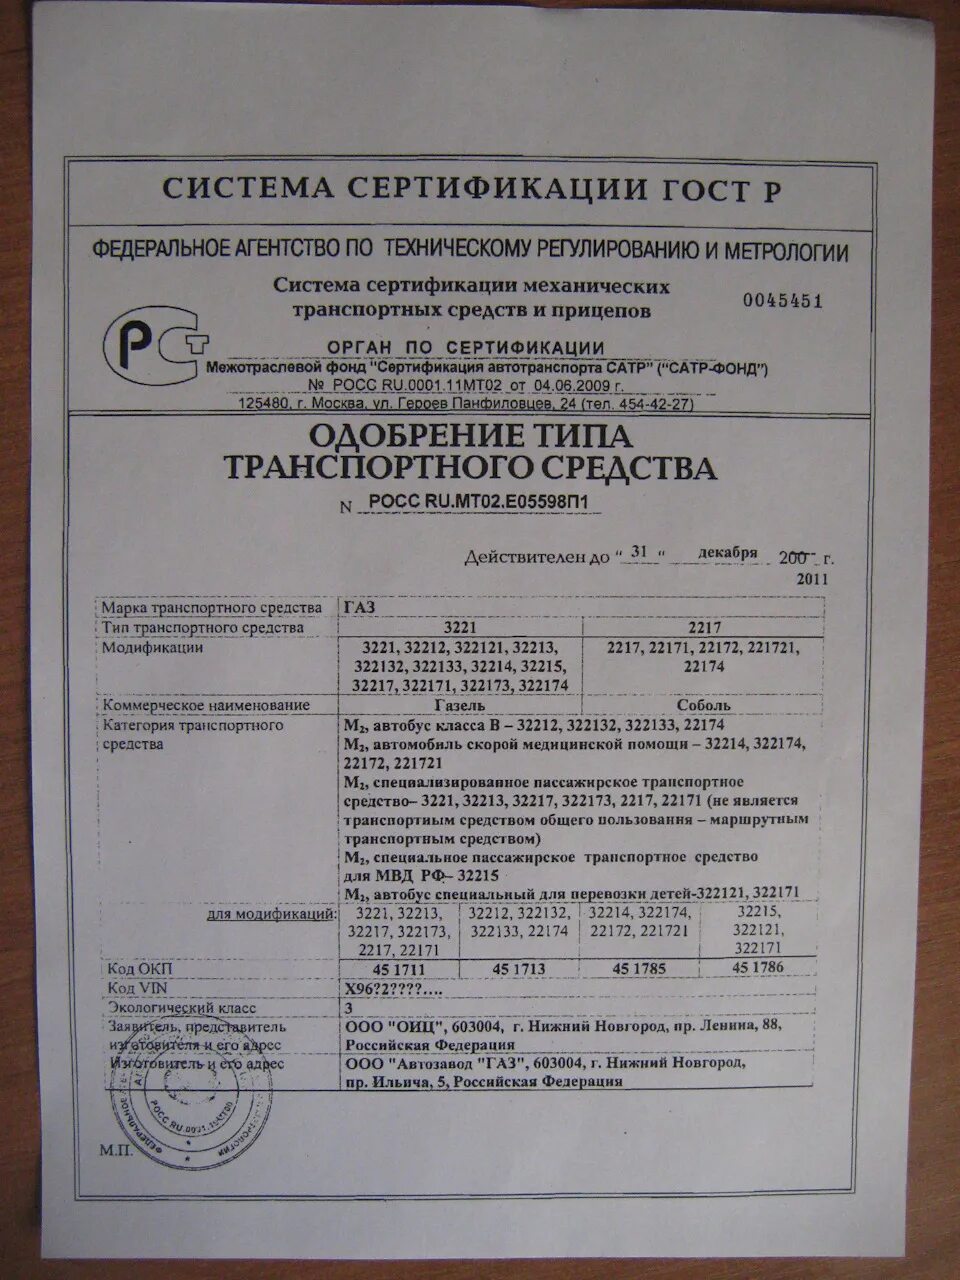 СИСТЕМА СЕРТИФИКАЦИИ ГОСТ Р
ФЕДЕРАЛЬНОЕ АГЕНТСТВО ПО ТЕХНИЧЕСКОМУ РЕГУЛИРОВАНИЮ И МЕТРОЛОГИИ
Система сертификации механических
транспортных средств и прицепов
0045451
РСТ
ОРГАН ПО СЕРТИФИКАЦИИ
Межотраслевой фонд "Сертификация автотранспорта САТР" ("САТР-ФОНД")
№ РОСС RU.0001.11МТ02 от 04.06.2009 г.
125480, г. Москва, ул. Героев Панфиловцев, 24 (тел. 454-42-27)
ОДОБРЕНИЕ ТИПА
ТРАНСПОРТНОГО СРЕДСТВА
N РОСС RU.МТ02.Е05598П1
Действителен до " 31 " декабря 200 г.
2011
Марка транспортного средства ГАЗ
Тип транспортного средства 3221 2217
Модификации 3221, 32212, 322121, 32213, 2217, 22171, 22172, 221721,
322132, 322133, 32214, 32215, 22174
32217, 322171, 322173, 322174
Коммерческое наименование Газель Соболь
Категория транспортного М2, автобус класса В – 32212, 322132, 322133, 22174
средства М2, автомобиль скорой медицинской помощи – 32214, 322174,
22172, 221721
М2, специализированное пассажирское транспортное
средство– 3221, 32213, 32217, 322173, 2217, 22171 (не является
транспортным средством общего пользования – маршрутным
транспортным средством)
М2, специальное пассажирское транспортное средство
для МВД РФ– 32215
М2, автобус специальный для перевозки детей-322121, 322171
для модификаций: 3221, 32213, 32212, 322132, 32214, 322174, 32215,
32217, 322173, 322133, 22174 22172, 221721 322121,
2217, 22171 322171
Код ОКП 45 1711 45 1713 45 1785 45 1786
Код VIN Х96?2????....
Экологический класс 3
Заявитель, представитель ООО "ОИЦ", 603004, г. Нижний Новгород, пр. Ленина, 88,
изготовителя и его адрес Российская Федерация
Изготовитель и его адрес ООО "Автозавод "ГАЗ", 603004, г. Нижний Новгород,
пр. Ильича, 5, Российская Федерация
М.П.